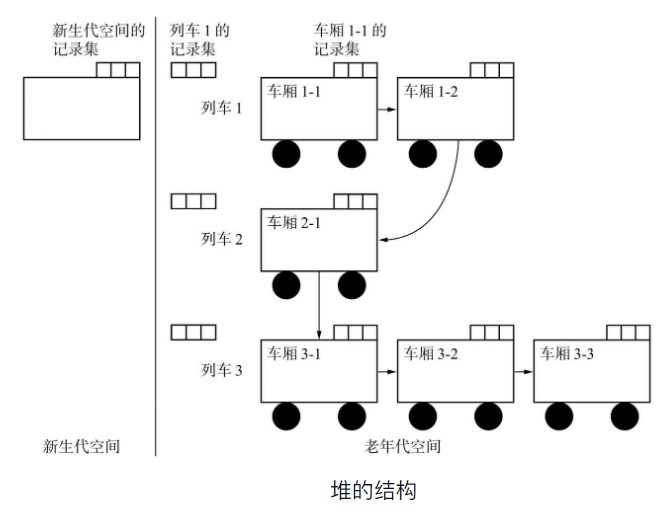 新生代空间的
记录集
列车 1 的
记录集
车厢 1-1 的
记录集
列车 1
车厢 1-1
车厢 1-2
列车 2
车厢 2-1
列车 3
车厢 3-1
车厢 3-2
车厢 3-3
新生代空间
老年代空间
堆的结构